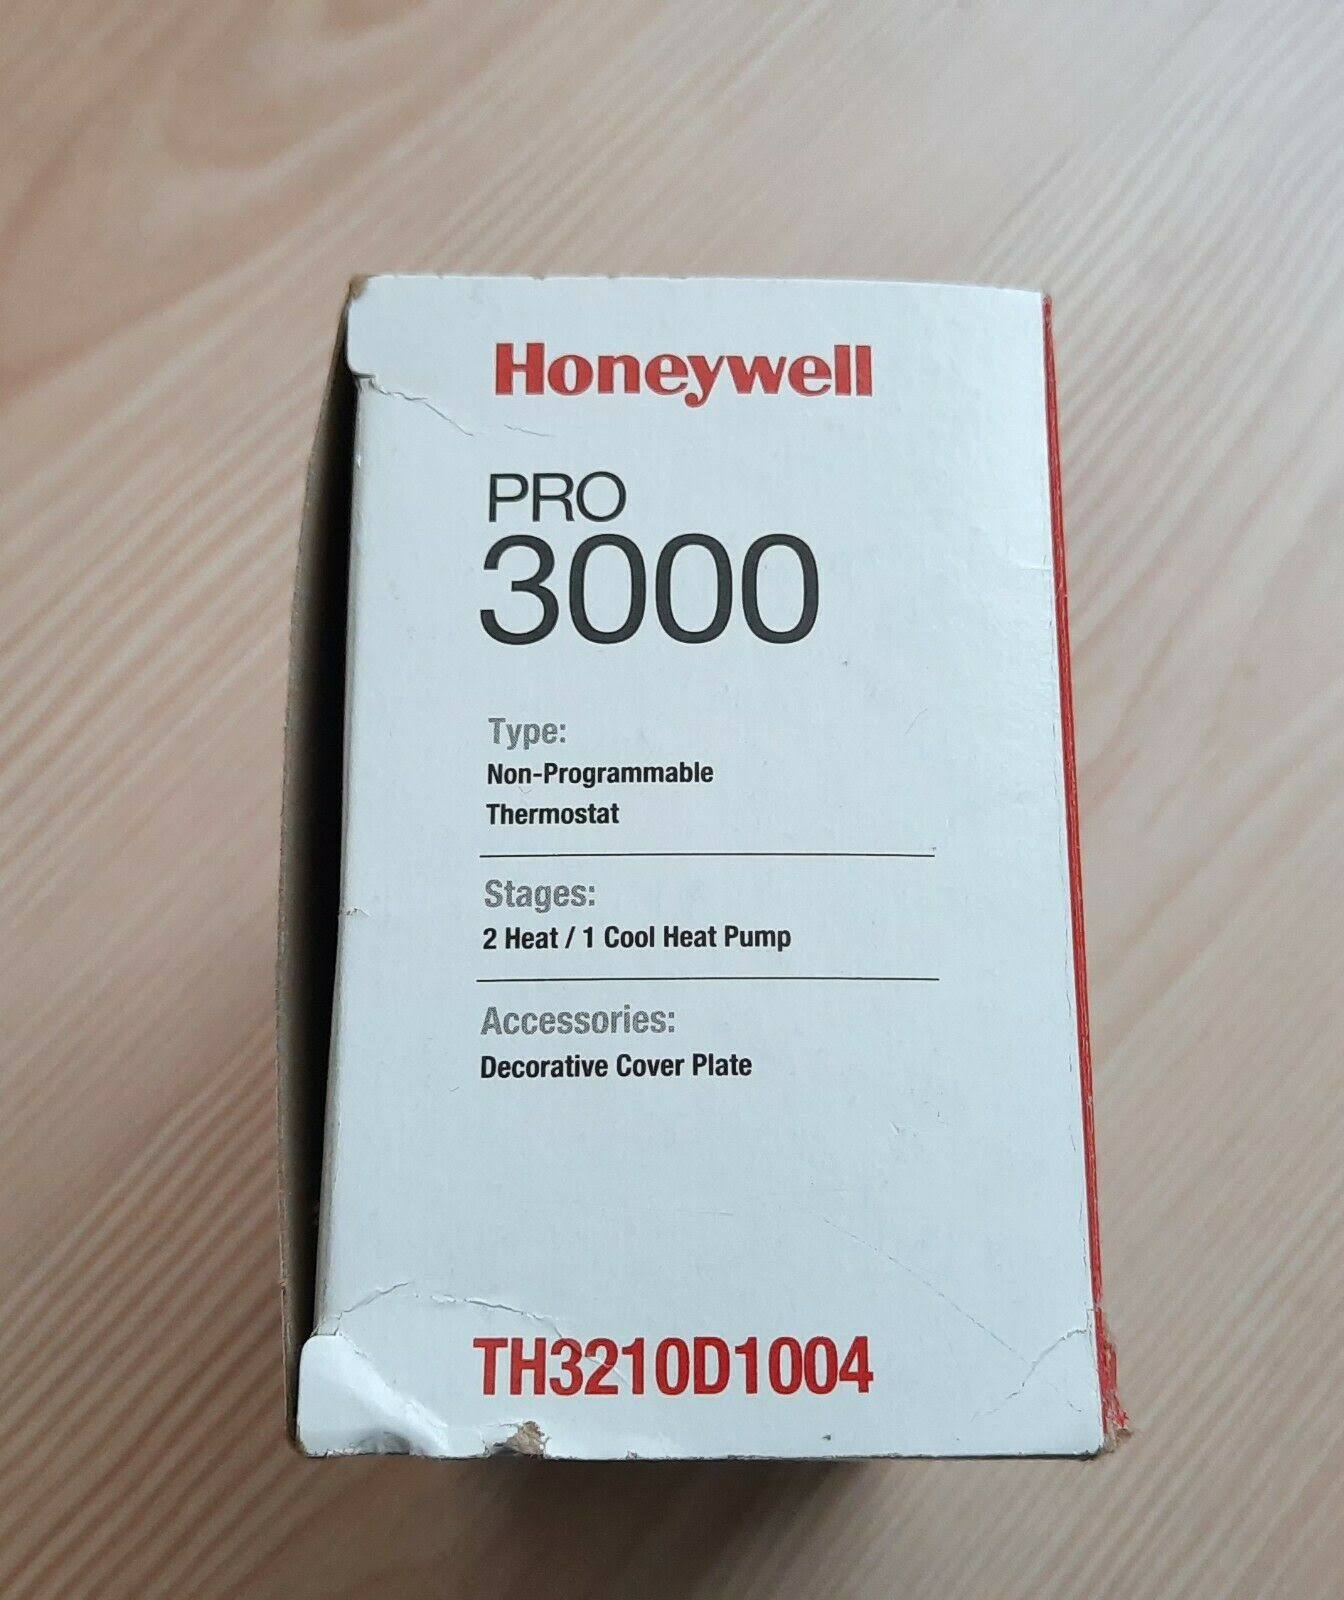 Honeywell
PRO
3000
Type:
Non-Programmable
Thermostat
Stages:
2 Heat / 1 Cool Heat Pump
Accessories:
Decorative Cover Plate
TH3210D1004